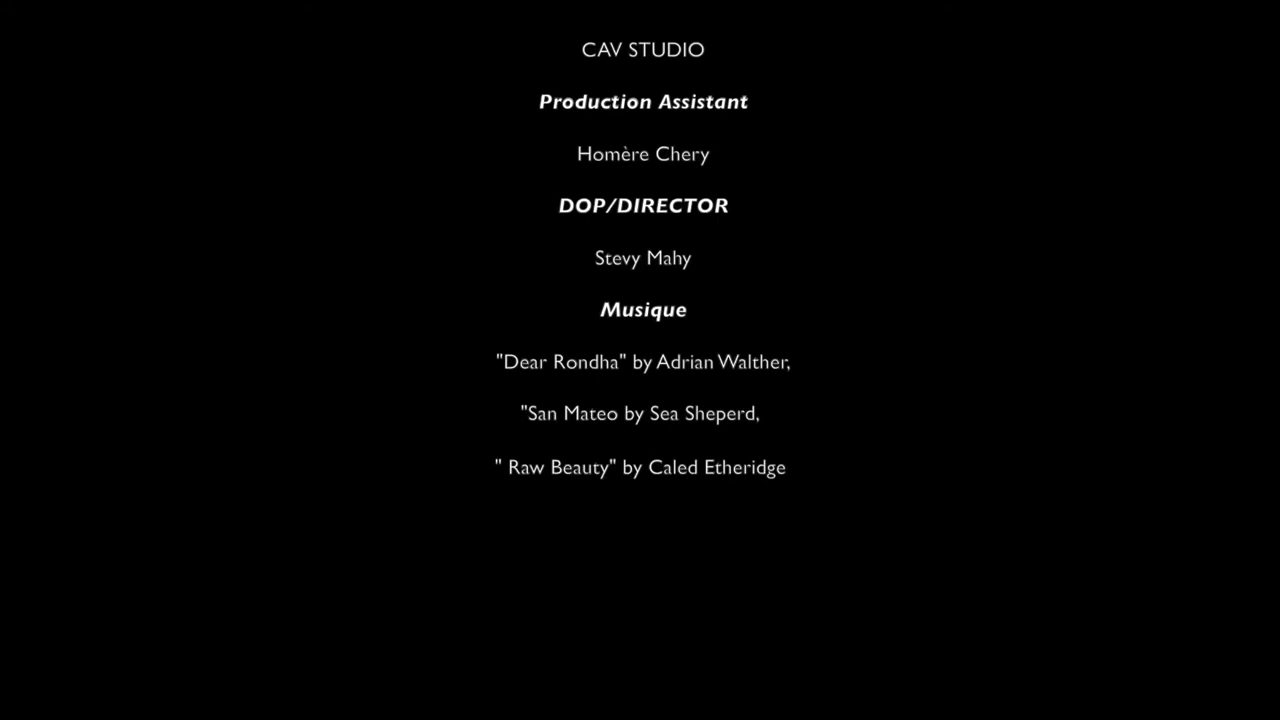 CAV STUDIO
Production Assistant
Homère Chery
DOP/DIRECTOR
Stevy Mahy
Musique
"Dear Rondha" by Adrian Walther,
"San Mateo by Sea Sheperd,
" Raw Beauty" by Caled Etheridge